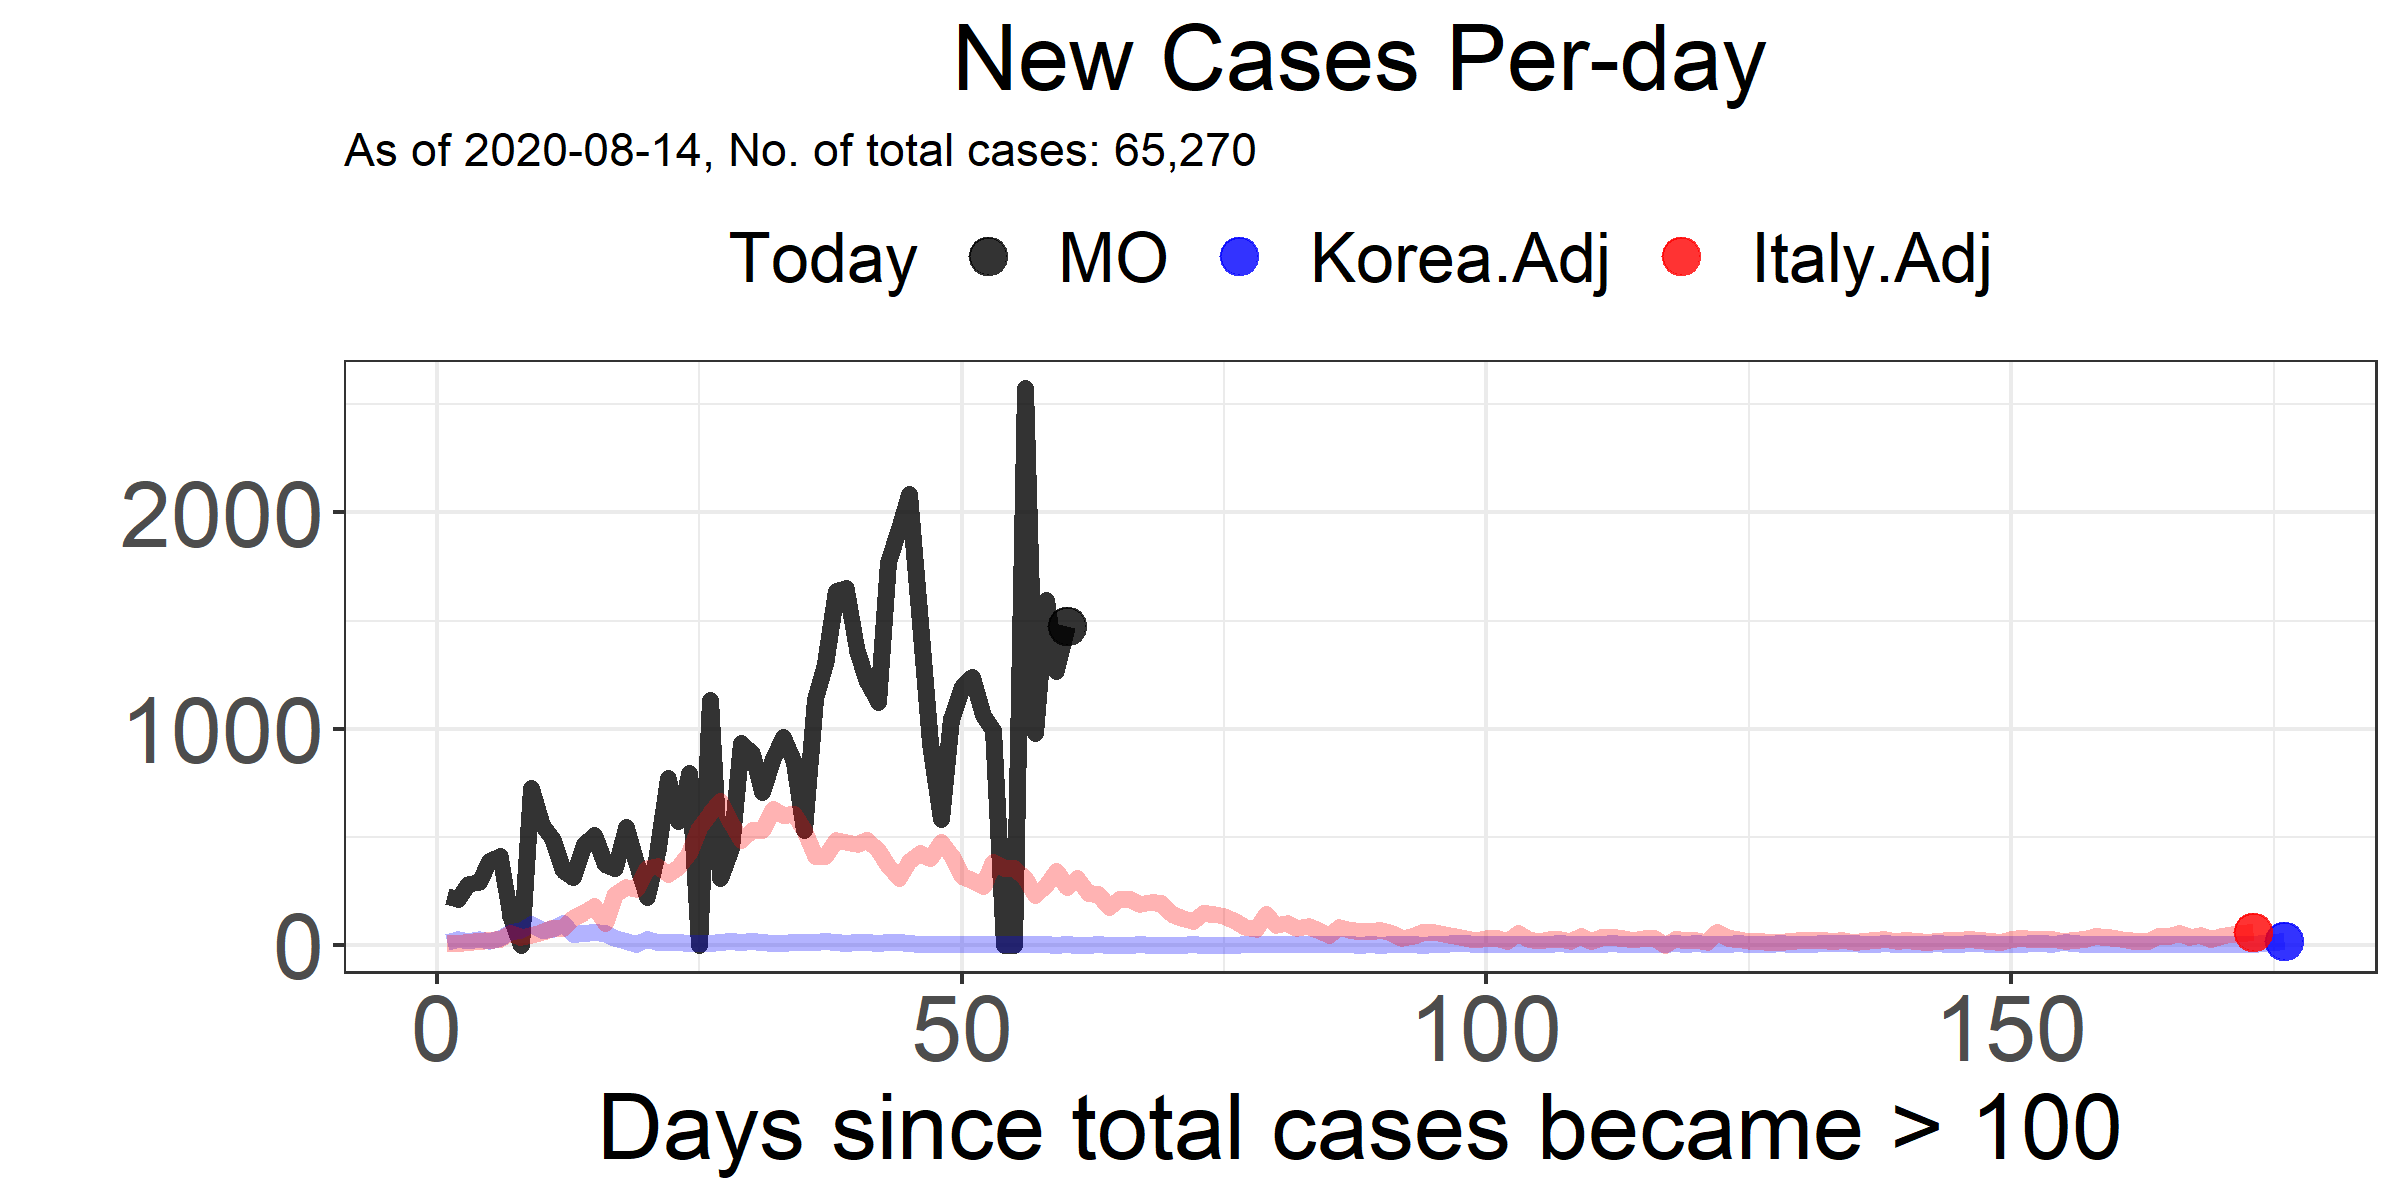 New Cases Per-day
As of 2020-08-14, No. of total cases: 65,270
Today MO Korea.Adj Italy.Adj
2000
1000
0
0 50 100 150
Days since total cases became > 100